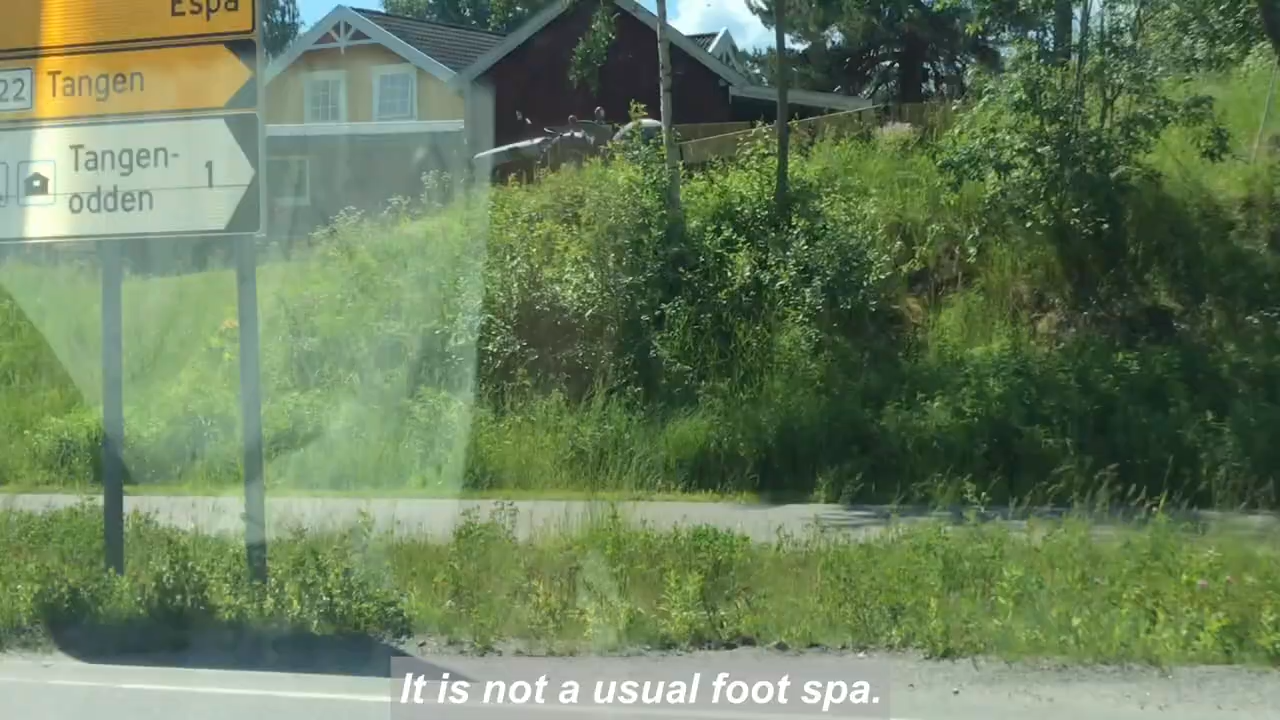 Espa
22 Tangen
Tangen-
odden 1
It is not a usual foot spa.